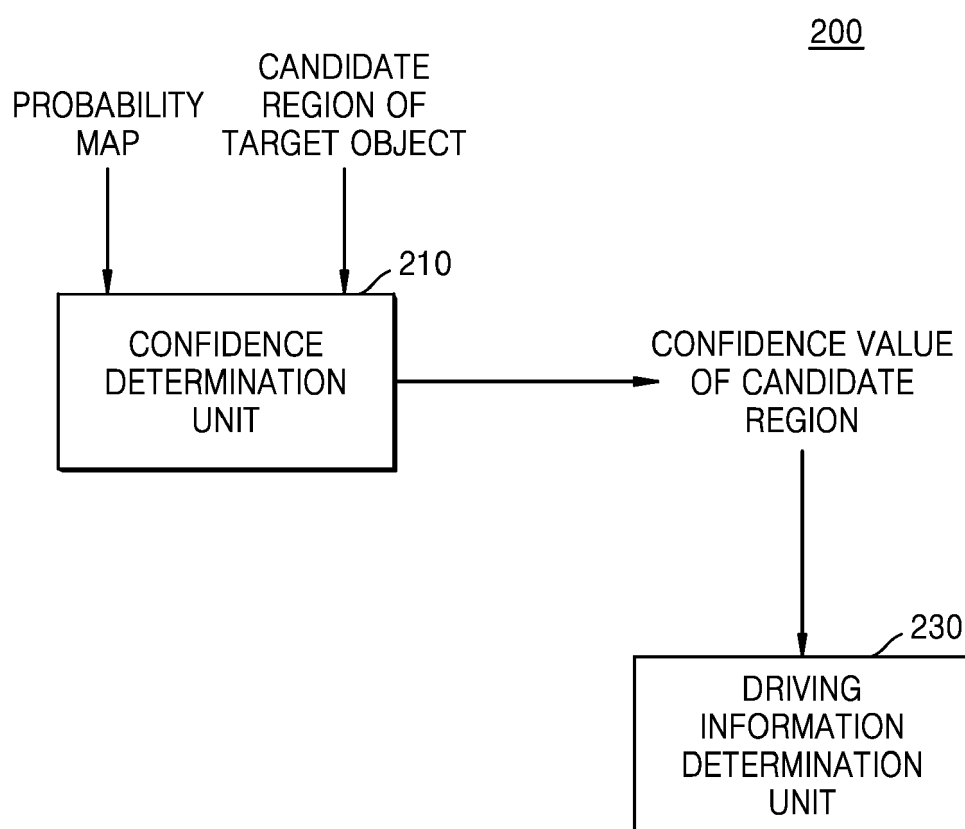 200
PROBABILITY
MAP
CANDIDATE
REGION OF
TARGET OBJECT
210
CONFIDENCE
DETERMINATION
UNIT
CONFIDENCE VALUE
OF CANDIDATE
REGION
230
DRIVING
INFORMATION
DETERMINATION
UNIT